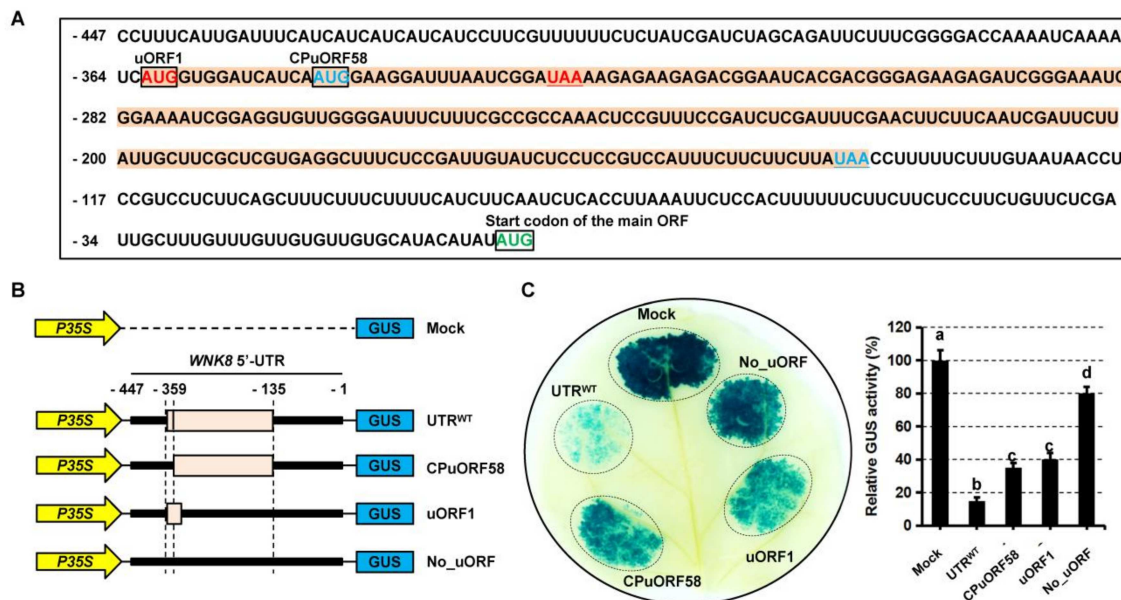 A
- 447 CCUUUCAUUGAUUUCAUCAUCAUCAUCAUCCUUCGUUUUUUCUCUAUCGAUCUAGCAGAUUCUUUCGGGGACCAAAAUCAAAA
uORF1 CPuORF58
- 364 UCAUGGUGGAUCAUCAAUGGAAGGAUUUAAUCGGAUAAAAGAGAAGAGACGGAAUCACGACGGGAGAAGAGAUCGGGAAAUC
- 282 GGAAAAUCGGAGGUGUUGGGGAUUUCUUUCGCCGCCAAACUCCGUUUCCGAUCUCGAUUUCGAACUUCUUCAAUCGAUUCUU
- 200 AUUGCUUCGCUCGUGAGGCUUUCUCCGAUUGUAUCUCCUCCGUCCAUUUCUUCUUCUUAUAACCUUUUUCUUUGUAAUAACCU
- 117 CCGUCCUCUUCAGCUUUCUUUCUUUUCAUCUUCAAUCUCACCUUAAAUUCUCCACUUUUUUCUUCUUCUCCUUCUGUUCUCGA
Start codon of the main ORF
- 34 UUGCUUUGUUUGUUGUGUUGUGCAUACAUAUAUG
B
P35S GUS Mock
WNK8 5'-UTR
- 447 - 359 - 135 - 1
P35S GUS UTRWT
P35S GUS CPuORF58
P35S GUS uORF1
P35S GUS No_uORF
C
Mock
No_uORF
UTRWT
uORF1
CPuORF58
Relative GUS activity (%)
120
100
80
60
40
20
0
a
b
c
c
d
Mock
UTRWT
CPuORF58
uORF1
No_uORF